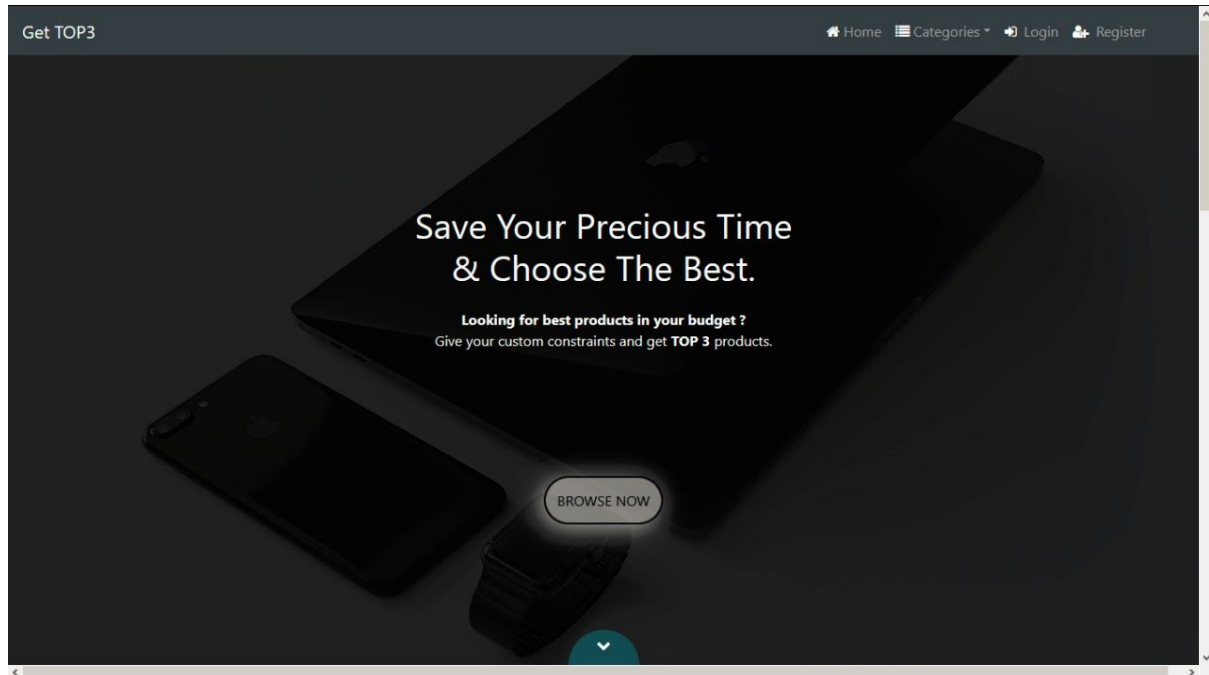 Get TOP3
Home Categories Login Register
Save Your Precious Time
& Choose The Best.
Looking for best products in your budget ?
Give your custom constraints and get TOP 3 products.
BROWSE NOW